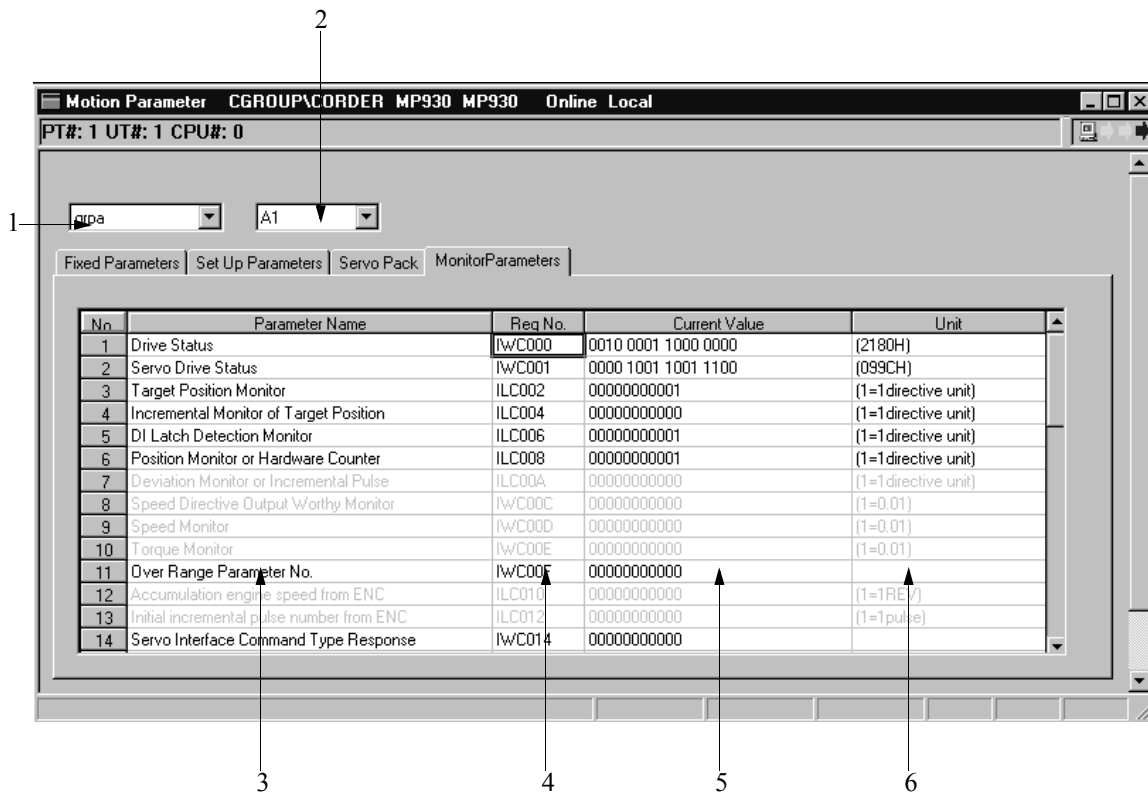 2
Motion Parameter CGROUP\CORDER MP930 MP930 Online Local
PT#: 1 UT#: 1 CPU#: 0
1
grpa A1
Fixed Parameters Set Up Parameters Servo Pack MonitorParameters
No. Parameter Name Reg No. Current Value Unit
1 Drive Status IWC000 0010 0001 1000 0000 (2180H)
2 Servo Drive Status IWC001 0000 1001 1001 1100 (099CH)
3 Target Position Monitor ILC002 00000000001 (1=1directive unit)
4 Incremental Monitor of Target Position ILC004 00000000000 (1=1directive unit)
5 DI Latch Detection Monitor ILC006 00000000001 (1=1directive unit)
6 Position Monitor or Hardware Counter ILC008 00000000001 (1=1directive unit)
7 Deviation Monitor or Incremental Pulse ILC00A 00000000000 (1=1directive unit)
8 Speed Directive Output Worthy Monitor IWC00C 00000000000 (1=0.01)
9 Speed Monitor IWC00D 00000000000 (1=0.01)
10 Torque Monitor IWC00E 00000000000 (1=0.01)
11 Over Range Parameter No. IWC00F 00000000000
12 Accumulation engine speed from ENC ILC010 00000000000 (1=1REV)
13 Initial incremental pulse number from ENC ILC012 00000000000 (1=1pulse)
14 Servo Interface Command Type Response IWC014 00000000000
3 4 5 6